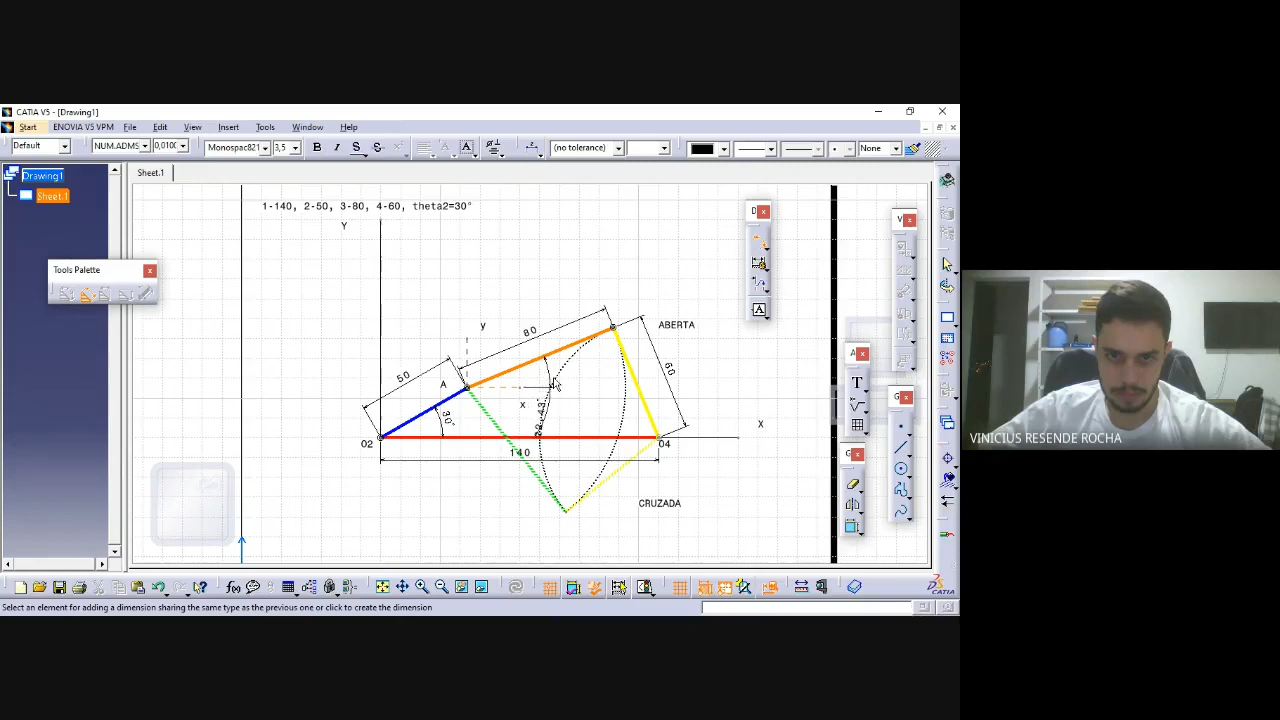 CATIA V5 - [Drawing1]
Start ENOVIA V5 VPM File Edit View Insert Tools Window Help
Default NUM.ADMS 0,0100 Monospac821 3,5 B I S S (no tolerance) None
Drawing1
Sheet.1
Sheet.1
1-140, 2-50, 3-80, 4-60, theta2=30°
Y
D
V
Tools Palette
80
y
ABERTA
50
A
60
A
x
30°
G
X
O2
O4
140
G
CRUZADA
Select an element for adding a dimension sharing the same type as the previous one or click to create the dimension
CATIA
VINICIUS RESENDE ROCHA